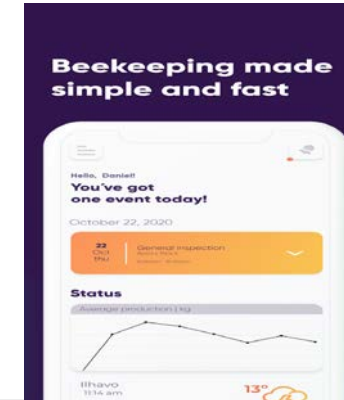 Beekeeping made
simple and fast
Hello, Daniel!
You've got
one event today!
October 22, 2020
22
Oct
thu
General inspection
Status
Average production | kg
Ílhavo
11:14 am
13°